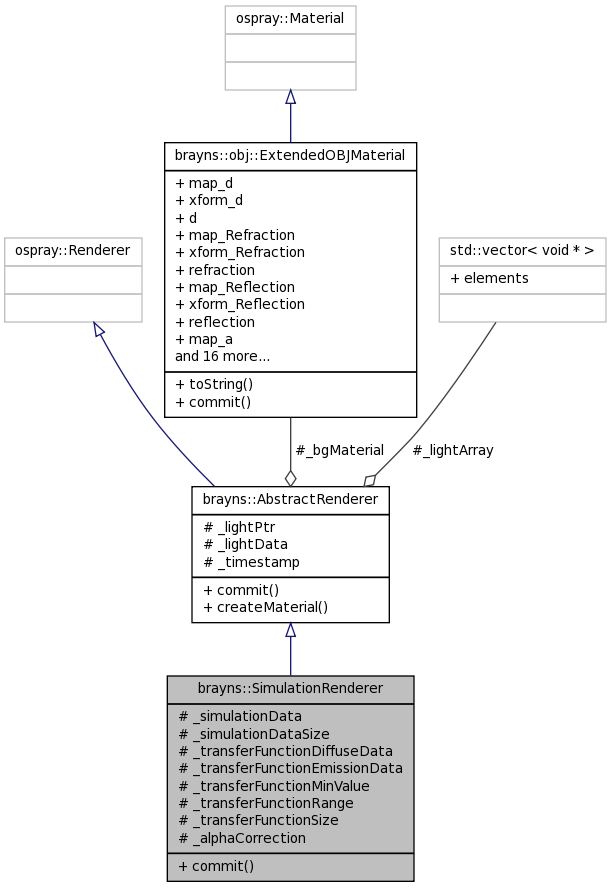 ospray::Material
brayns::obj::ExtendedOBJMaterial
+ map_d
+ xform_d
+ d
+ map_Refraction
+ xform_Refraction
+ refraction
+ map_Reflection
+ xform_Reflection
+ reflection
+ map_a
and 16 more...
+ toString()
+ commit()
ospray::Renderer
std::vector< void * >
+ elements
#_bgMaterial
#_lightArray
brayns::AbstractRenderer
# _lightPtr
# _lightData
# _timestamp
+ commit()
+ createMaterial()
brayns::SimulationRenderer
# _simulationData
# _simulationDataSize
# _transferFunctionDiffuseData
# _transferFunctionEmissionData
# _transferFunctionMinValue
# _transferFunctionRange
# _transferFunctionSize
# _alphaCorrection
+ commit()